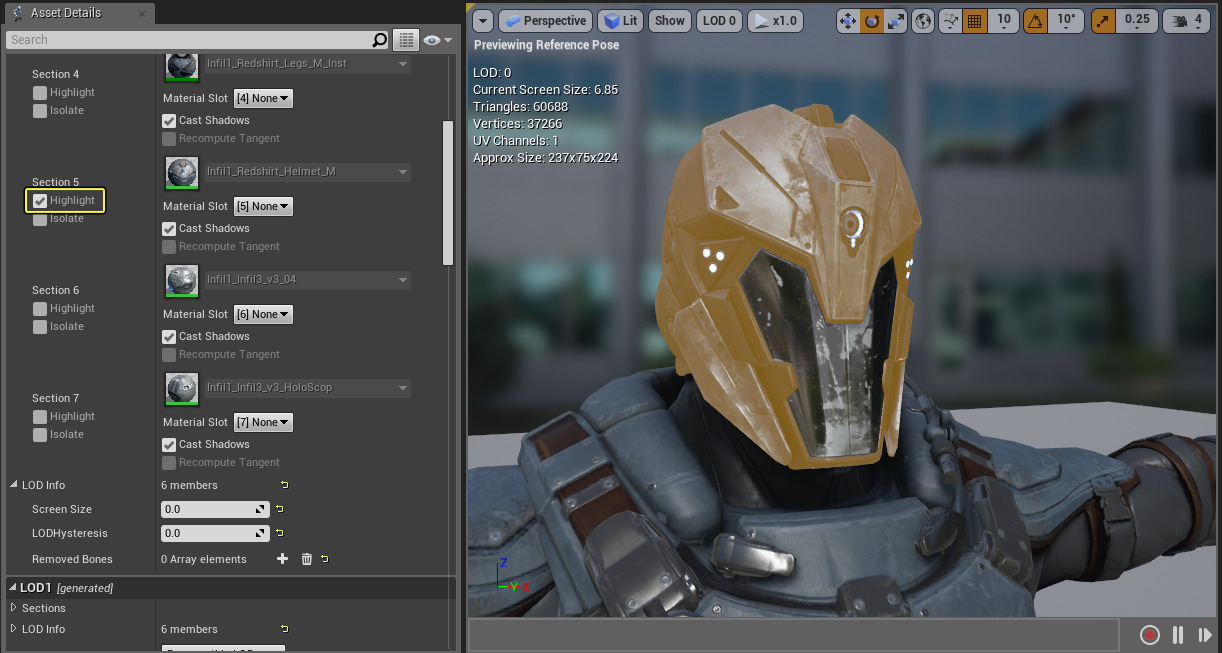 Asset Details
Search
Section 4
Highlight
Isolate
Infil1_Redshirt_Legs_M_Inst
Material Slot [4] None
Cast Shadows
Recompute Tangent
Section 5
Highlight
Isolate
Infil1_Redshirt_Helmet_M
Material Slot [5] None
Cast Shadows
Recompute Tangent
Section 6
Highlight
Isolate
Infil1_Infil3_v3_04
Material Slot [6] None
Cast Shadows
Recompute Tangent
Section 7
Highlight
Isolate
Infil1_Infil3_v3_HoloScop
Material Slot [7] None
Cast Shadows
Recompute Tangent
LOD Info 6 members
Screen Size 0.0
LODHysteresis 0.0
Removed Bones 0 Array elements
LOD1 [generated]
Sections
LOD Info 6 members
Perspective Lit Show LOD 0 x1.0 10 10° 0.25 4
Previewing Reference Pose
LOD: 0
Current Screen Size: 6.85
Triangles: 60688
Vertices: 37266
UV Channels: 1
Approx Size: 237x75x224
Z
Y X